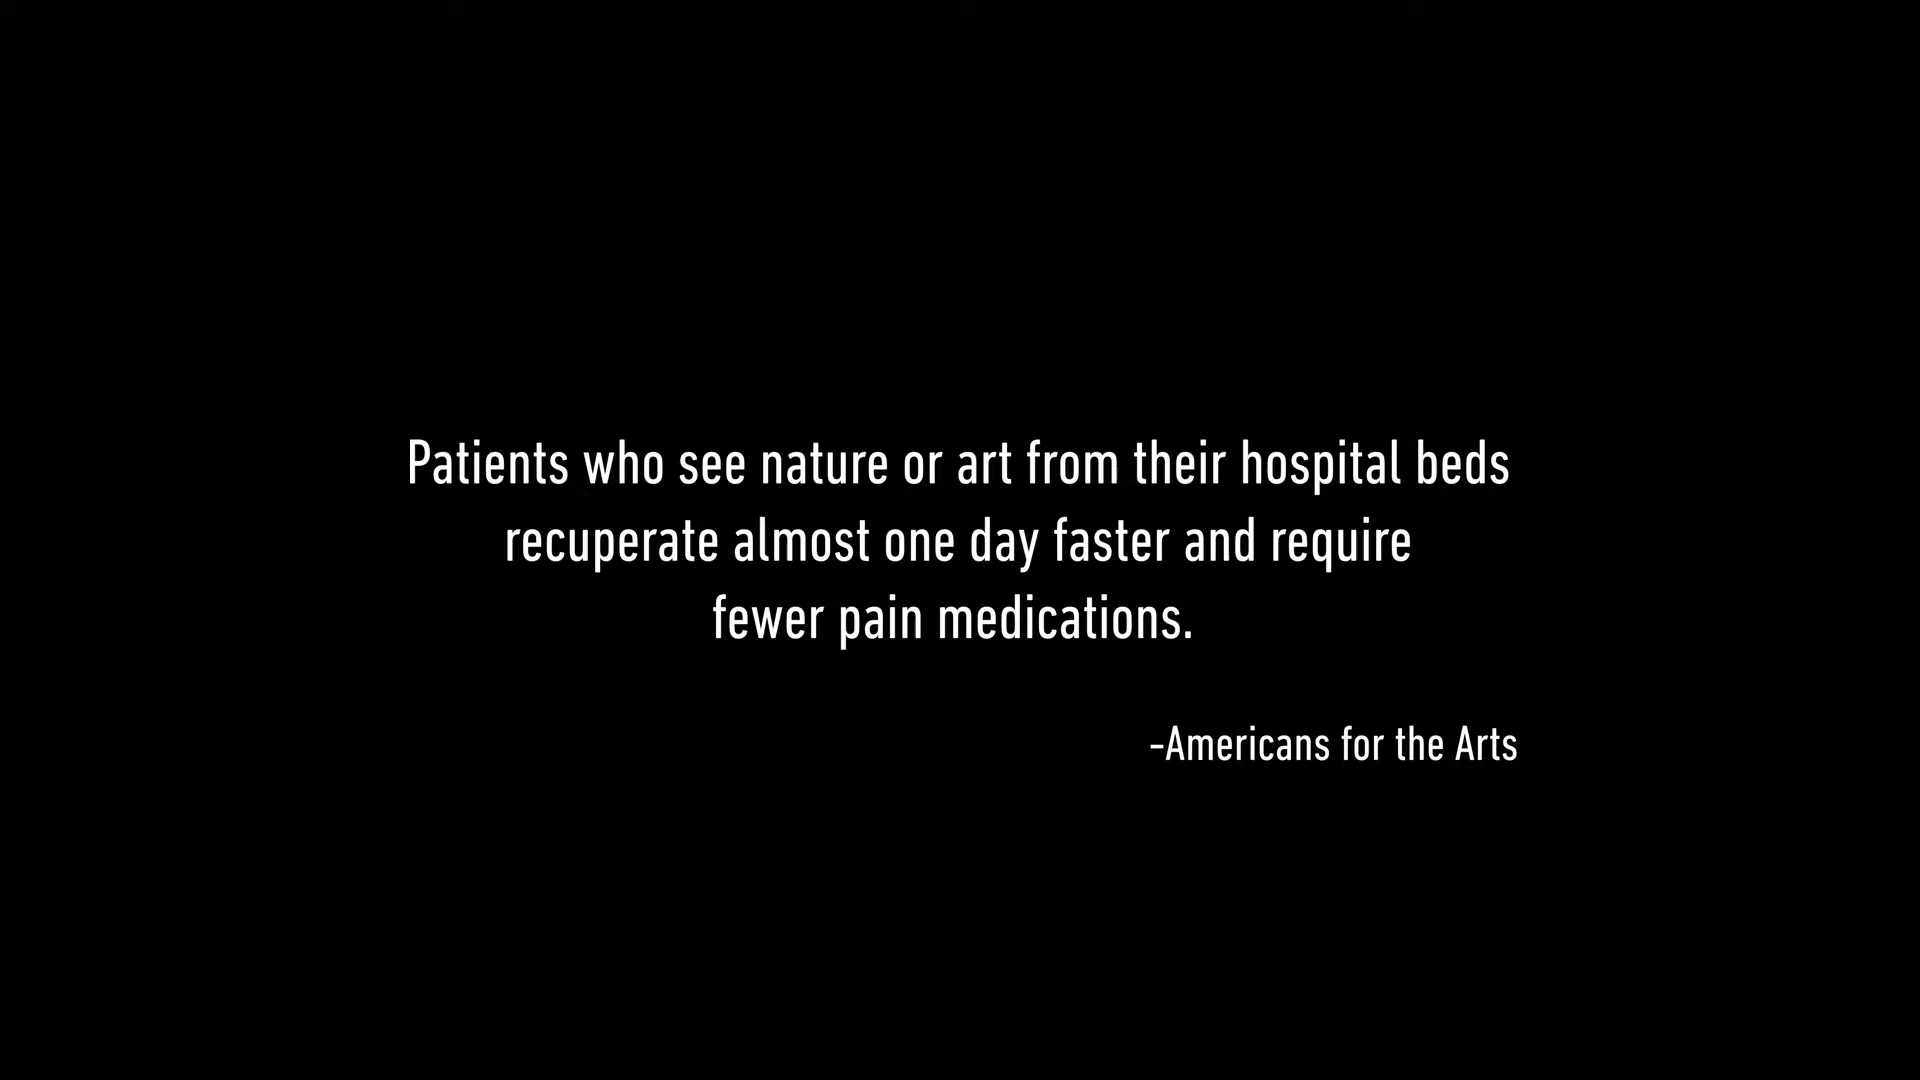 Patients who see nature or art from their hospital beds
recuperate almost one day faster and require
fewer pain medications.
-Americans for the Arts